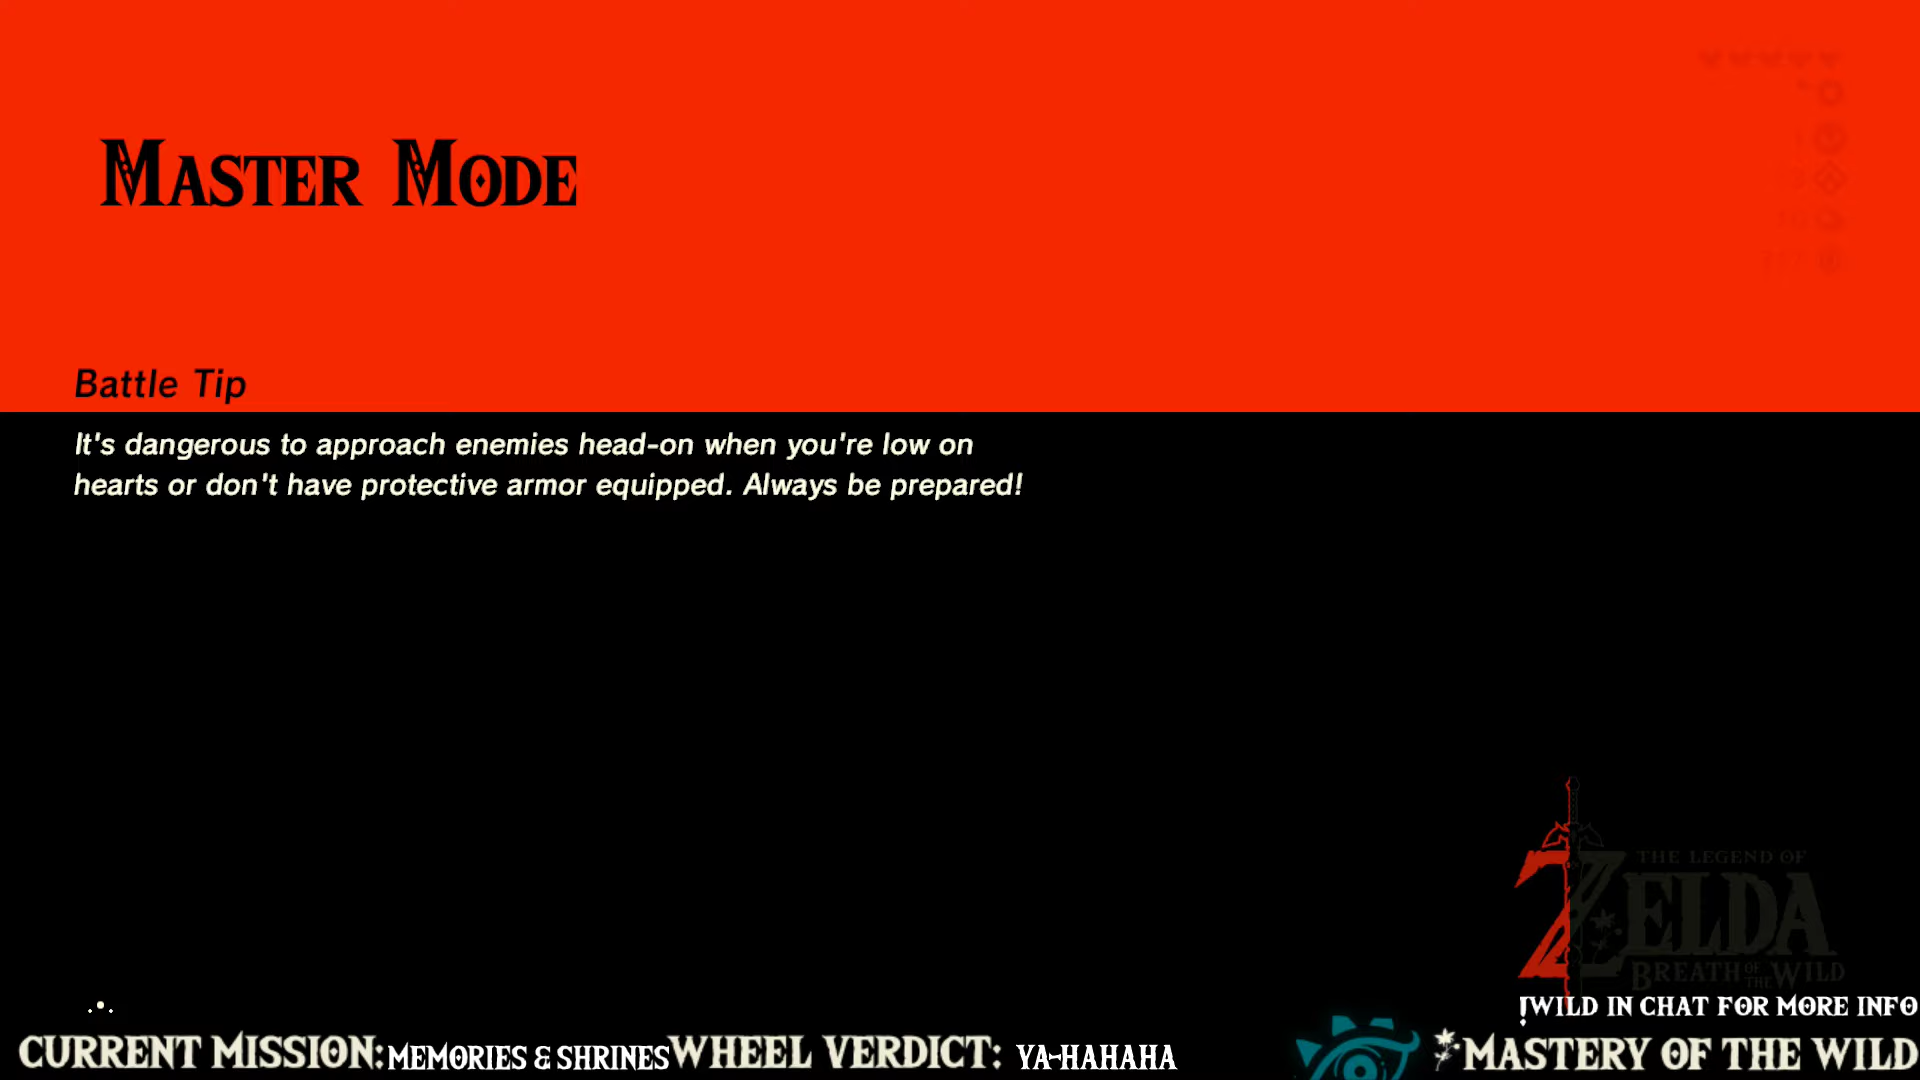 MASTER MODE
Battle Tip
It's dangerous to approach enemies head-on when you're low on
hearts or don't have protective armor equipped. Always be prepared!
THE LEGEND OF
ZELDA
BREATH OF THE WILD
!WILD IN CHAT FOR MORE INFO
CURRENT MISSION: MEMORIES & SHRINES WHEEL VERDICT: YA-HAHAHA
MASTERY OF THE WILD